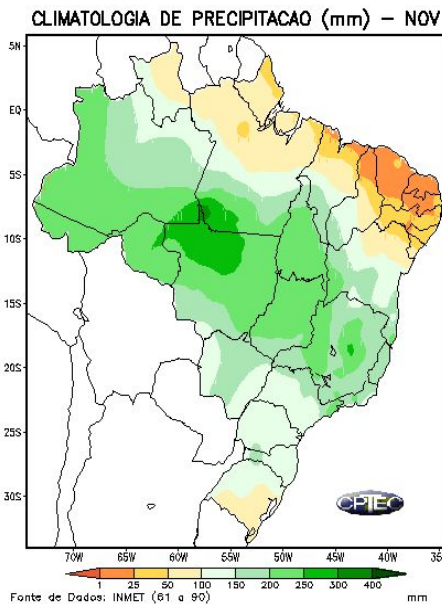 CLIMATOLOGIA DE PRECIPITACAO (mm) – NOV
5N
EQ
5S
10S
15S
20S
25S
30S
CPTEC
70W 65W 60W 55W 50W 45W 40W 35W
1 25 50 100 150 200 250 300 400
Fonte de Dados: INMET (61 a 90) mm